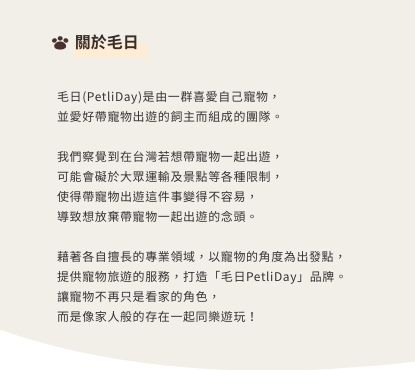 關於毛日
毛日(PetliDay)是由一群喜愛自己寵物，
並愛好帶寵物出遊的飼主而組成的團隊。
我們察覺到在台灣若想帶寵物一起出遊，
可能會礙於大眾運輸及景點等各種限制，
使得帶寵物出遊這件事變得不容易，
導致想放棄帶寵物一起出遊的念頭。
藉著各自擅長的專業領域，以寵物的角度為出發點，
提供寵物旅遊的服務，打造「毛日PetliDay」品牌。
讓寵物不再只是看家的角色，
而是像家人般的存在一起同樂遊玩！